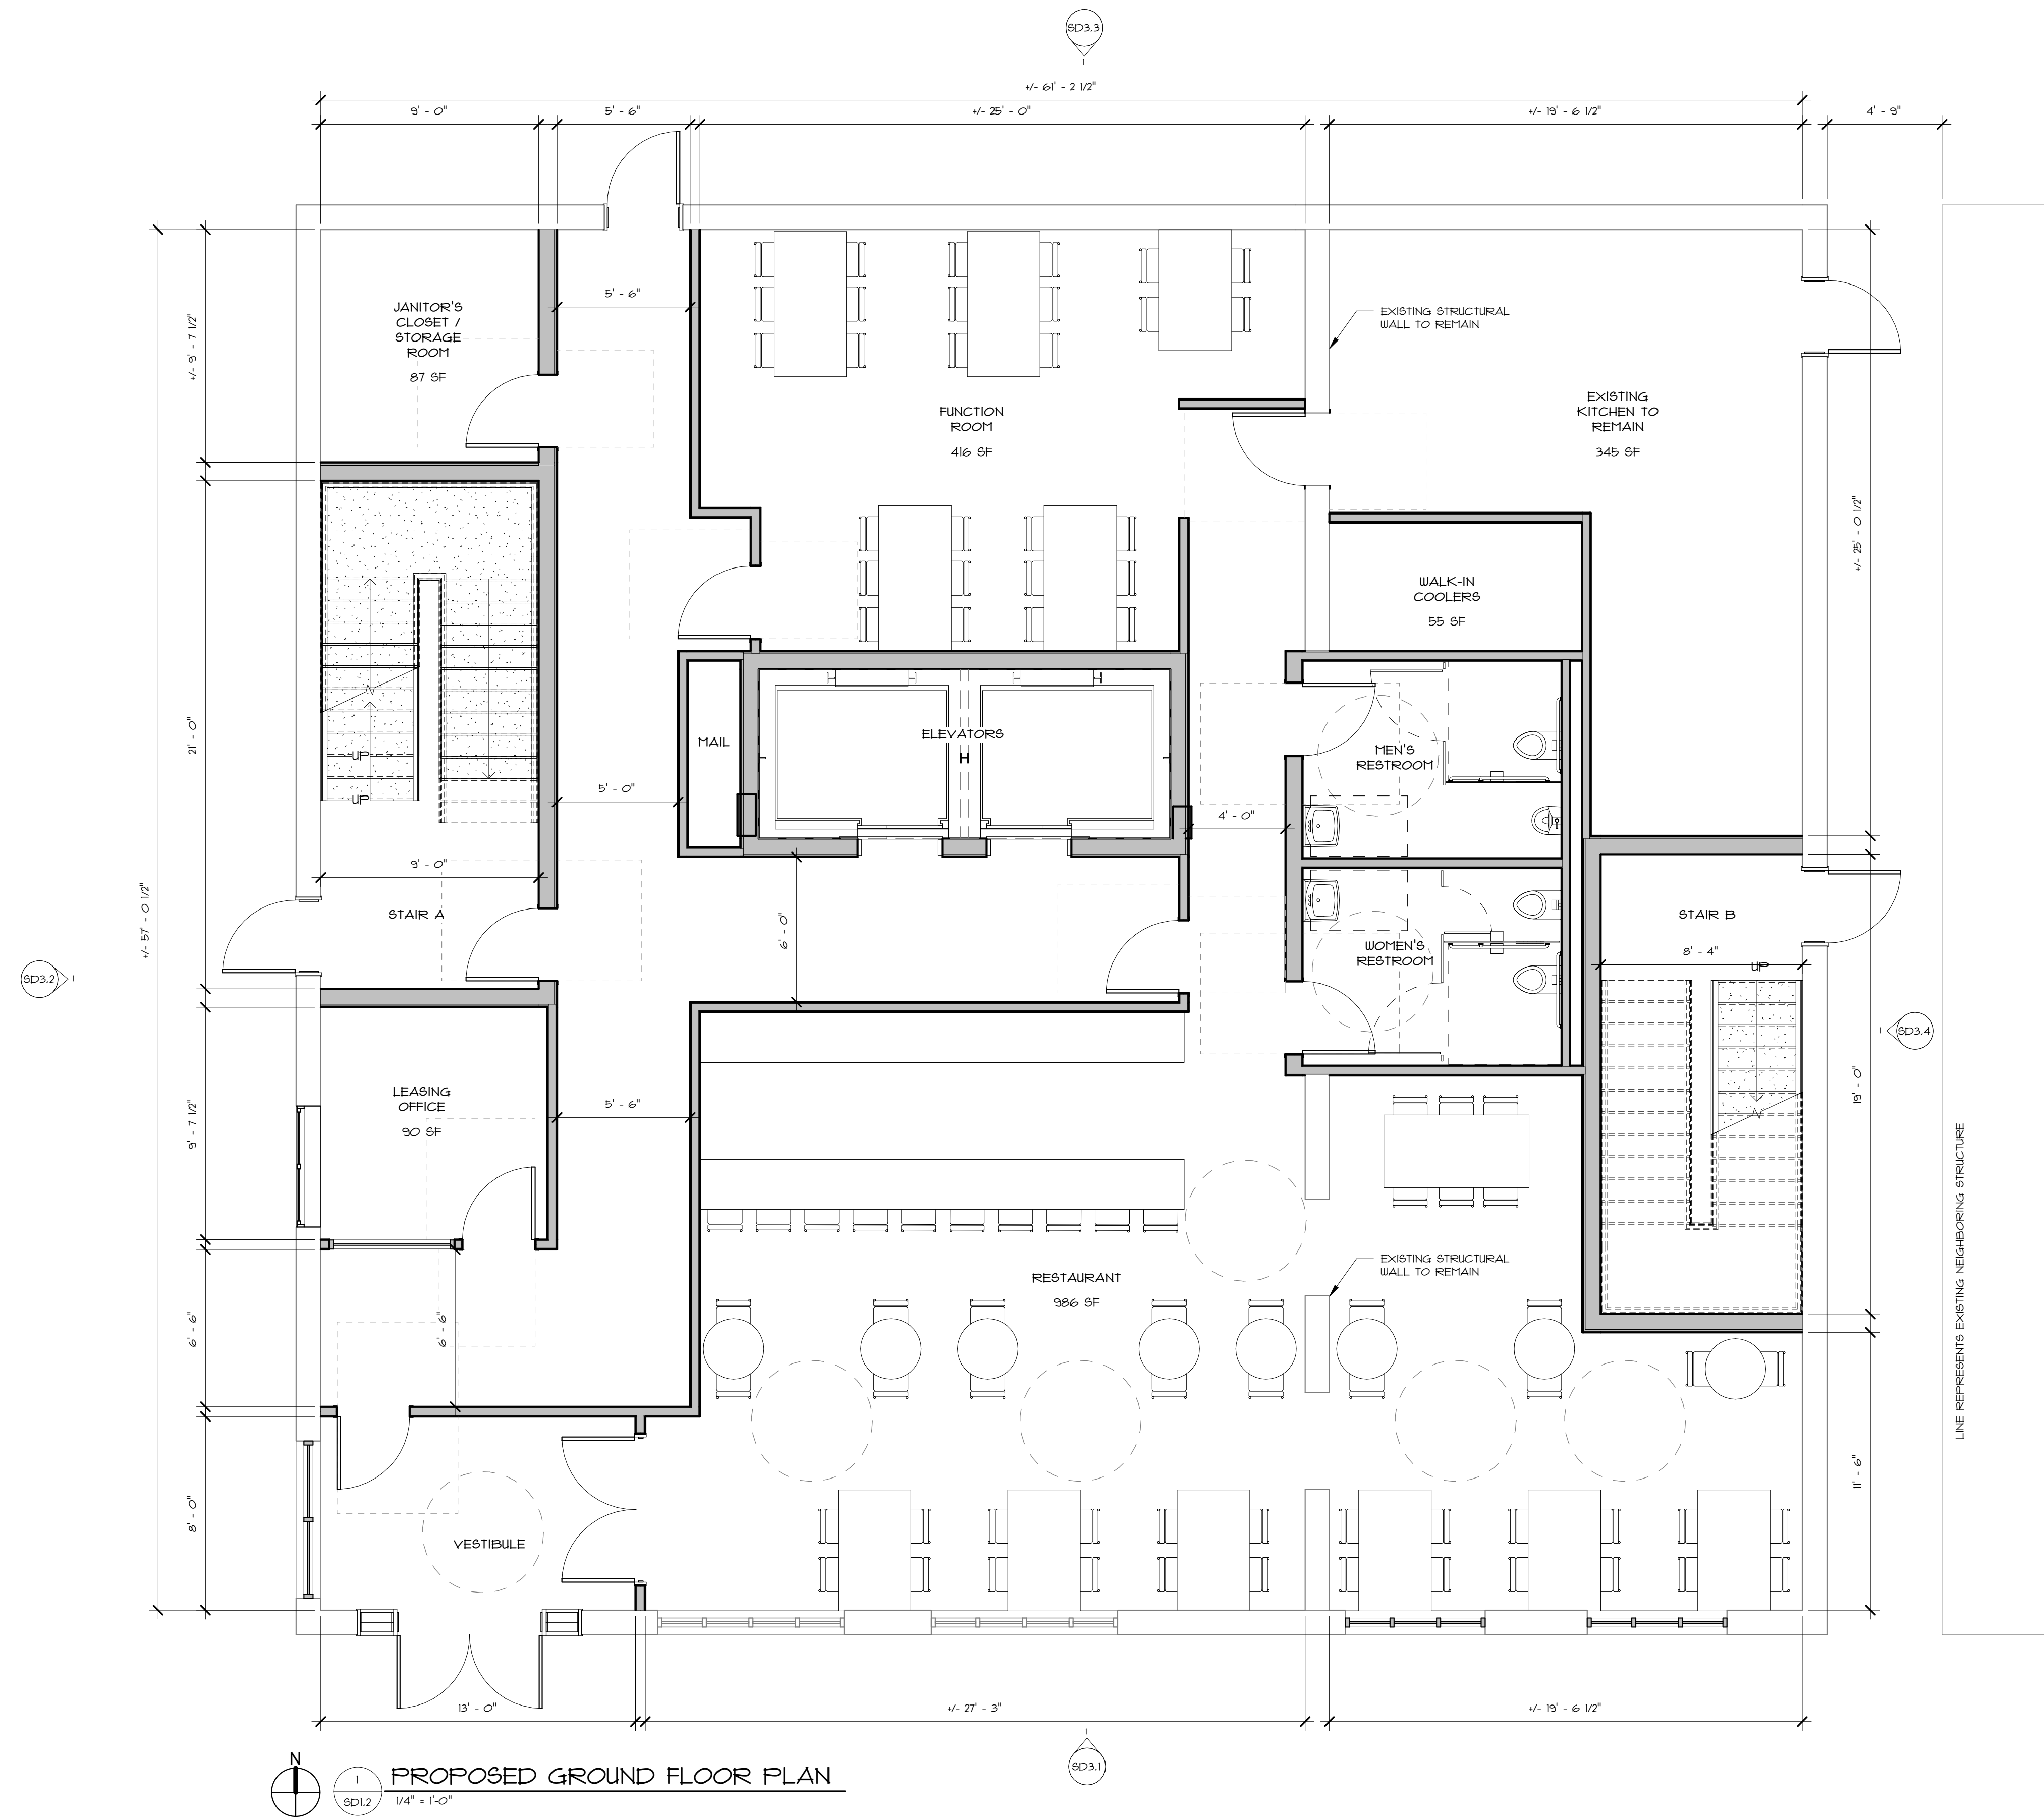 SD3.3
1
+/- 61' - 2 1/2"
9' - 0"
5' - 6"
+/- 25' - 0"
+/- 19' - 6 1/2"
4' - 9"
JANITOR'S
CLOSET /
STORAGE
ROOM
87 SF
5' - 6"
EXISTING STRUCTURAL
WALL TO REMAIN
+/- 9' - 7 1/2"
FUNCTION
ROOM
416 SF
EXISTING
KITCHEN TO
REMAIN
345 SF
+/- 25' - 0 1/2"
WALK-IN
COOLERS
55 SF
21' - 0"
UP
UP
MAIL
ELEVATORS
MEN'S
RESTROOM
5' - 0"
4' - 0"
9' - 0"
+/- 57' - 0 1/2"
STAIR A
6' - 0"
WOMEN'S
RESTROOM
STAIR B
8' - 4"
UP
SD3.2
1
1
SD3.4
LEASING
OFFICE
90 SF
5' - 6"
9' - 7 1/2"
19' - 0"
LINE REPRESENTS EXISTING NEIGHBORING STRUCTURE
EXISTING STRUCTURAL
WALL TO REMAIN
RESTAURANT
986 SF
6' - 6"
6' - 6"
8' - 0"
11' - 6"
VESTIBULE
13' - 0"
+/- 27' - 3"
+/- 19' - 6 1/2"
1
SD3.1
N
1
SD1.2
PROPOSED GROUND FLOOR PLAN
1/4" = 1'-0"